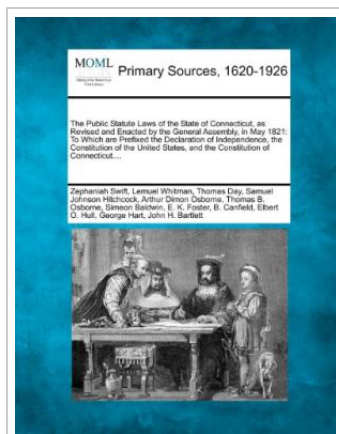 MOML
Primary Sources, 1620-1926
The Public Statute Laws of the State of Connecticut, as
Revised and Enacted by the General Assembly, in May 1821:
To Which are Prefixed the Declaration of Independence, the
Constitution of the United States, and the Constitution of
Connecticut....
Zephaniah Swift, Lemuel Whitman, Thomas Day, Samuel
Johnson Hitchcock, Arthur Dimon Osborne, Thomas B.
Osborne, Simeon Baldwin, E. K. Foster, B. Canfield, Elbert
O. Hull, George Hart, John H. Bartlett